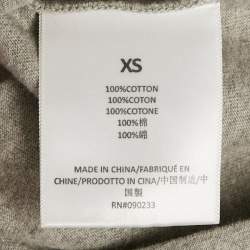 XS
100%COTTON
100%COTON
100%COTONE
100%棉
100%綿
MADE IN CHINA/FABRIQUÉ EN
CHINE/PRODOTTO IN CINA/中国制造/中
国製
RN#090233